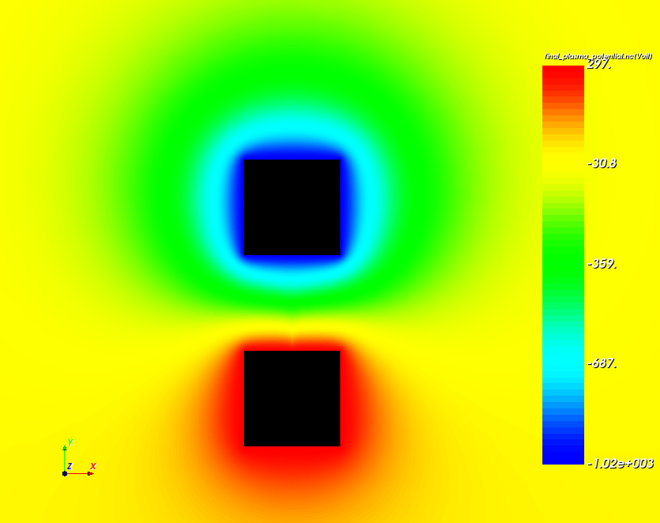 final_plasma_potential.nc(Volt)
297.
-30.8
-359.
-687.
-1.02e+003
Y
Z X